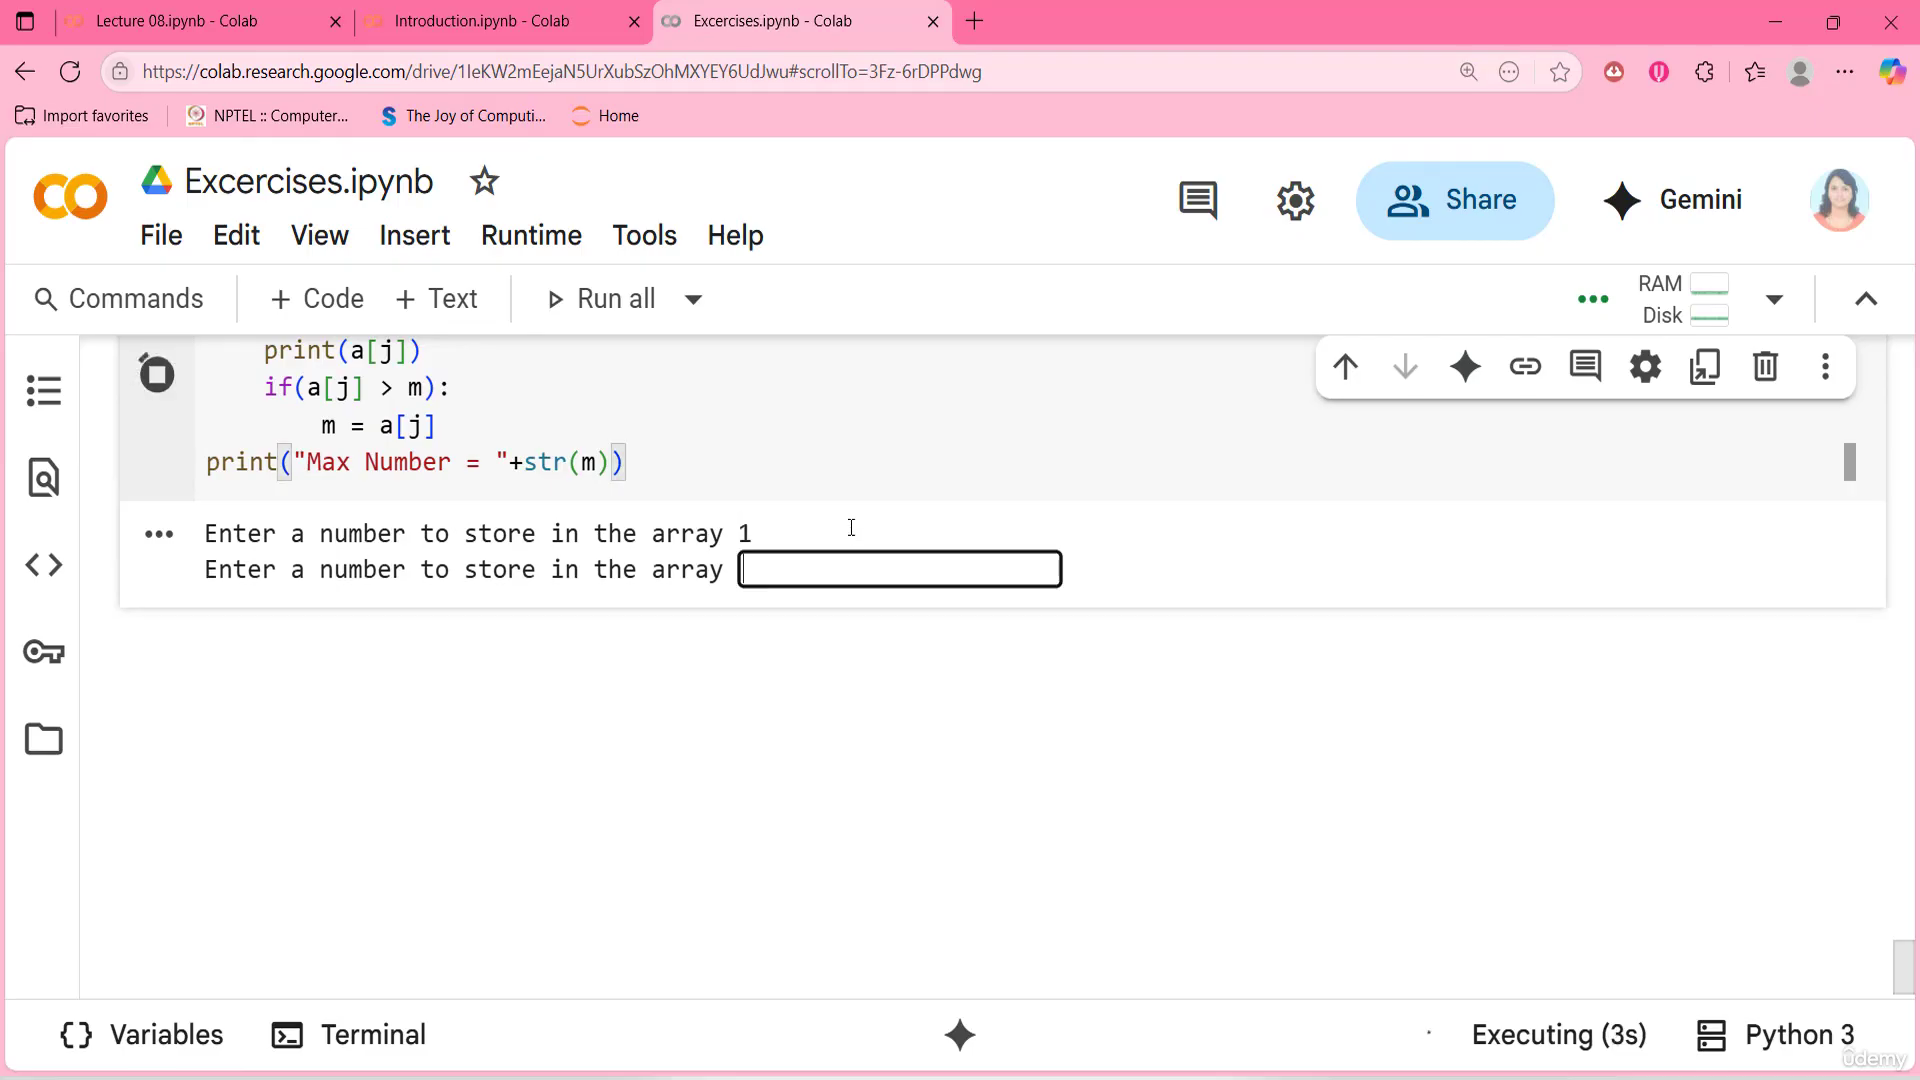 Lecture 08.ipynb - Colab
Introduction.ipynb - Colab
Excercises.ipynb - Colab
https://colab.research.google.com/drive/1IeKW2mEejaN5UrXubSzOhMXYEY6UdJwu#scrollTo=3Fz-6rDPPdwg
Import favorites
NPTEL :: Computer...
The Joy of Computi...
Home
Excercises.ipynb
Share
Gemini
File Edit View Insert Runtime Tools Help
Commands
+ Code + Text
Run all
RAM
Disk
print(a[j])
if(a[j] > m):
m = a[j]
print("Max Number = "+str(m))
Enter a number to store in the array 1
Enter a number to store in the array
Variables
Terminal
Executing (3s)
Python 3
ûdemy